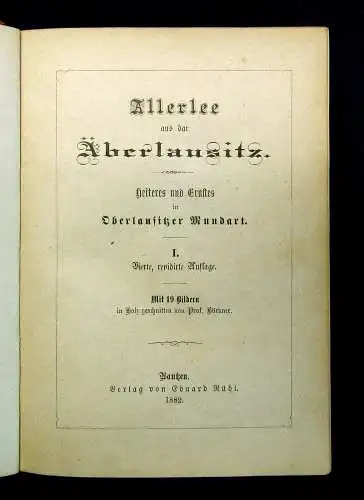 Allerlee
aus dar
Äberlausitz.
Heiteres und Ernstes
in
Oberlausitzer Mundart.
I.
Vierte, revidirte Auflage.
Mit 19 Bildern
in Holz geschnitten von Prof. Bürkner.
Bautzen.
Verlag von Eduard Rühl.
1882.